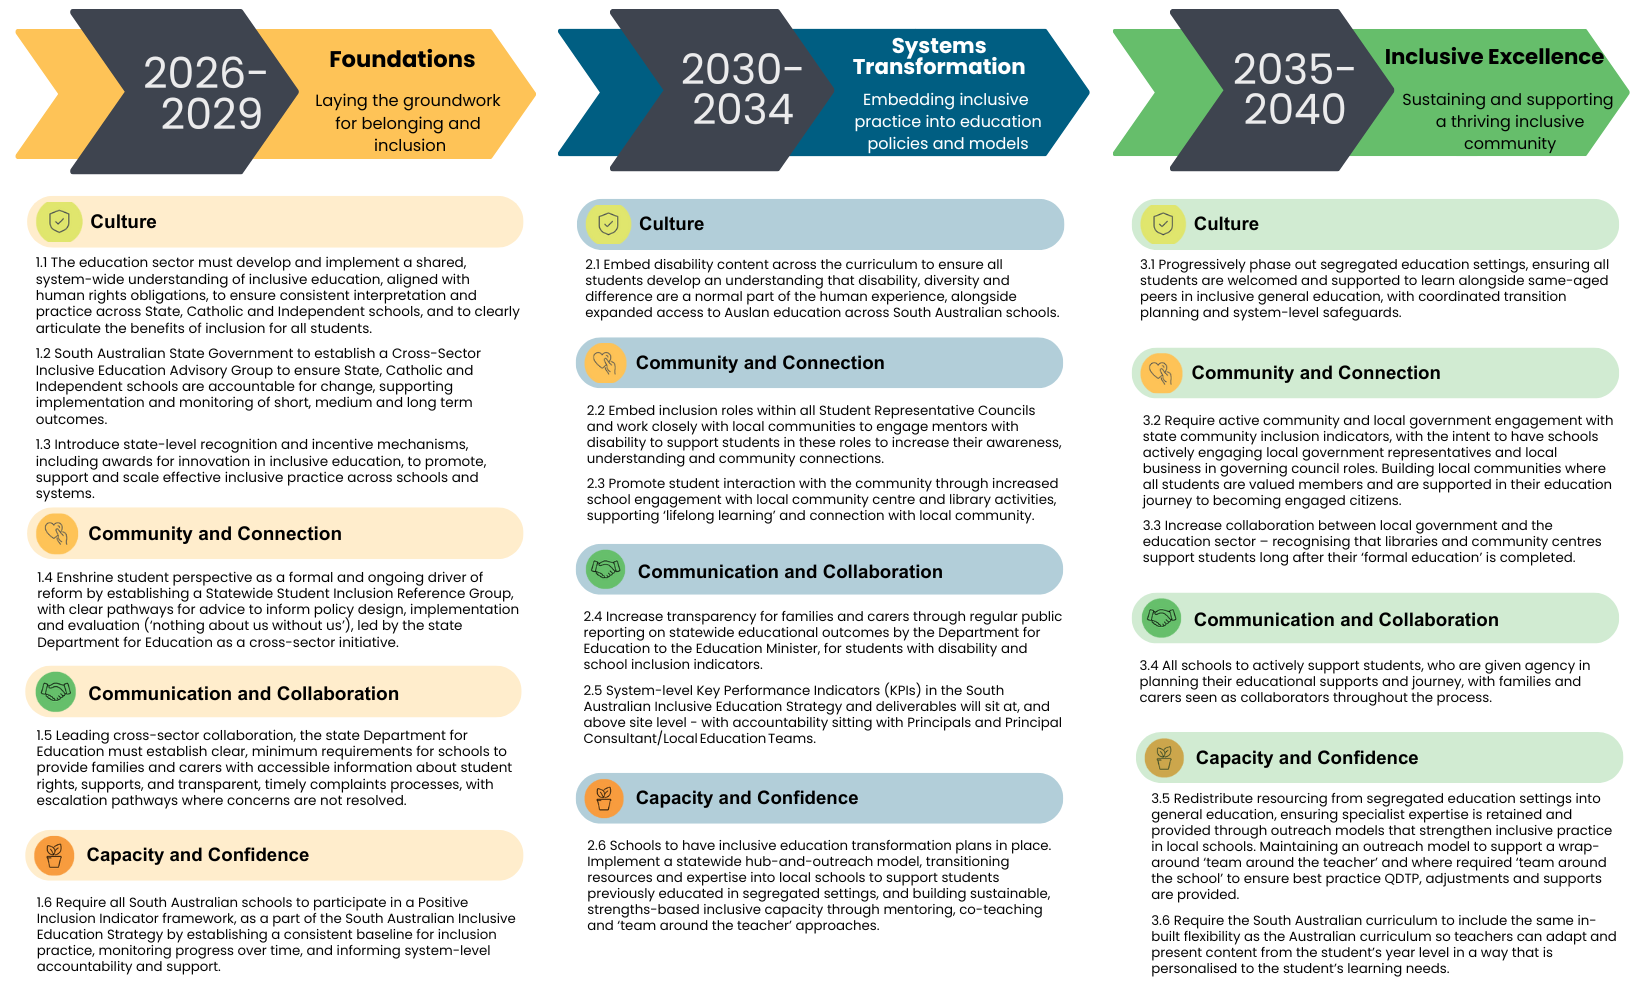 2026-
2029
Foundations
Laying the groundwork
for belonging and
inclusion
Culture
1.1 The education sector must develop and implement a shared,
system-wide understanding of inclusive education, aligned with
human rights obligations, to ensure consistent interpretation and
practice across State, Catholic and Independent schools, and to clearly
articulate the benefits of inclusion for all students.
1.2 South Australian State Government to establish a Cross-Sector
Inclusive Education Advisory Group to ensure State, Catholic and
Independent schools are accountable for change, supporting
implementation and monitoring of short, medium and long term
outcomes.
1.3 Introduce state-level recognition and incentive mechanisms,
including awards for innovation in inclusive education, to promote,
support and scale effective inclusive practice across schools and
systems.
Community and Connection
1.4 Enshrine student perspective as a formal and ongoing driver of
reform by establishing a Statewide Student Inclusion Reference Group,
with clear pathways for advice to inform policy design, implementation
and evaluation (‘nothing about us without us’), led by the state
Department for Education as a cross-sector initiative.
Communication and Collaboration
1.5 Leading cross-sector collaboration, the state Department for
Education must establish clear, minimum requirements for schools to
provide families and carers with accessible information about student
rights, supports, and transparent, timely complaints processes, with
escalation pathways where concerns are not resolved.
Capacity and Confidence
1.6 Require all South Australian schools to participate in a Positive
Inclusion Indicator framework, as a part of the South Australian Inclusive
Education Strategy by establishing a consistent baseline for inclusion
practice, monitoring progress over time, and informing system-level
accountability and support.
2030-
2034
Systems
Transformation
Embedding inclusive
practice into education
policies and models
Culture
2.1 Embed disability content across the curriculum to ensure all
students develop an understanding that disability, diversity and
difference are a normal part of the human experience, alongside
expanded access to Auslan education across South Australian schools.
Community and Connection
2.2 Embed inclusion roles within all Student Representative Councils
and work closely with local communities to engage mentors with
disability to support students in these roles to increase their awareness,
understanding and community connections.
2.3 Promote student interaction with the community through increased
school engagement with local community centre and library activities,
supporting ‘lifelong learning’ and connection with local community.
Communication and Collaboration
2.4 Increase transparency for families and carers through regular public
reporting on statewide educational outcomes by the Department for
Education to the Education Minister, for students with disability and
school inclusion indicators.
2.5 System-level Key Performance Indicators (KPIs) in the South
Australian Inclusive Education Strategy and deliverables will sit at, and
above site level - with accountability sitting with Principals and Principal
Consultant/Local Education Teams.
Capacity and Confidence
2.6 Schools to have inclusive education transformation plans in place.
Implement a statewide hub-and-outreach model, transitioning
resources and expertise into local schools to support students
previously educated in segregated settings, and building sustainable,
strengths-based inclusive capacity through mentoring, co-teaching
and ‘team around the teacher’ approaches.
2035-
2040
Inclusive Excellence
Sustaining and supporting
a thriving inclusive
community
Culture
3.1 Progressively phase out segregated education settings, ensuring all
students are welcomed and supported to learn alongside same-aged
peers in inclusive general education, with coordinated transition
planning and system-level safeguards.
Community and Connection
3.2 Require active community and local government engagement with
state community inclusion indicators, with the intent to have schools
actively engaging local government representatives and local
business in governing council roles. Building local communities where
all students are valued members and are supported in their education
journey to becoming engaged citizens.
3.3 Increase collaboration between local government and the
education sector – recognising that libraries and community centres
support students long after their ‘formal education’ is completed.
Communication and Collaboration
3.4 All schools to actively support students, who are given agency in
planning their educational supports and journey, with families and
carers seen as collaborators throughout the process.
Capacity and Confidence
3.5 Redistribute resourcing from segregated education settings into
general education, ensuring specialist expertise is retained and
provided through outreach models that strengthen inclusive practice
in local schools. Maintaining an outreach model to support a wrap-
around ‘team around the teacher’ and where required ‘team around
the school’ to ensure best practice QDTP, adjustments and supports
are provided.
3.6 Require the South Australian curriculum to include the same in-
built flexibility as the Australian curriculum so teachers can adapt and
present content from the student’s year level in a way that is
personalised to the student’s learning needs.